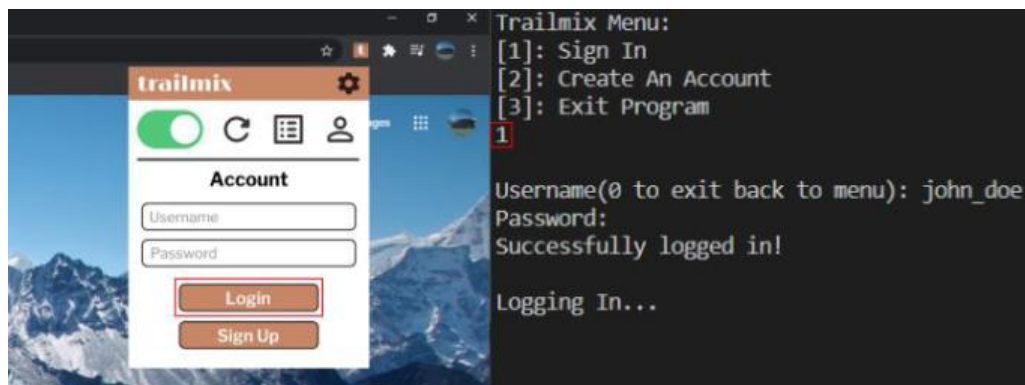 trailmix
Account
Username
Password
Login
Sign Up
Trailmix Menu:
[1]: Sign In
[2]: Create An Account
[3]: Exit Program
1
Username(0 to exit back to menu): john_doe
Password:
Successfully logged in!
Logging In...